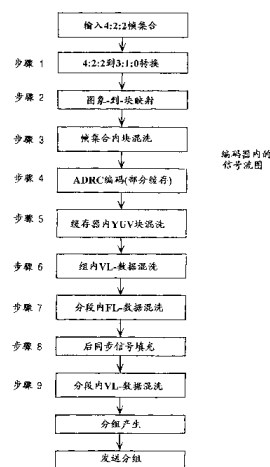 输入4:2:2帧集合
步骤 1
4:2:2到3:1:0转换
步骤 2
图象-到-块映射
步骤 3
帧集合内块混洗
编码器内的
信号流图
步骤 4
ADRC编码(部分缓存)
步骤 5
缓存器内YUV块混洗
步骤 6
组内VL-数据混洗
步骤 7
分段内FL-数据混洗
步骤 8
后同步信号填充
步骤 9
分段内VL-数据混洗
分组产生
发送分组